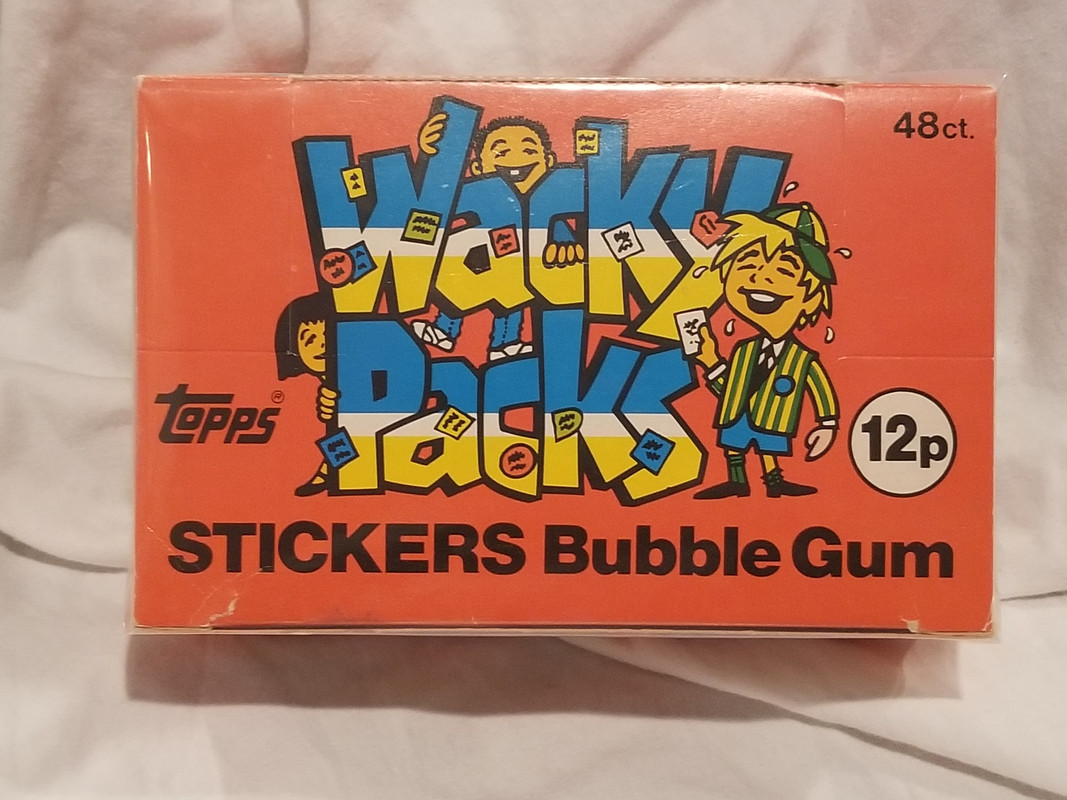 48ct.
Wacky
Packs
topps®
12p
STICKERS Bubble Gum